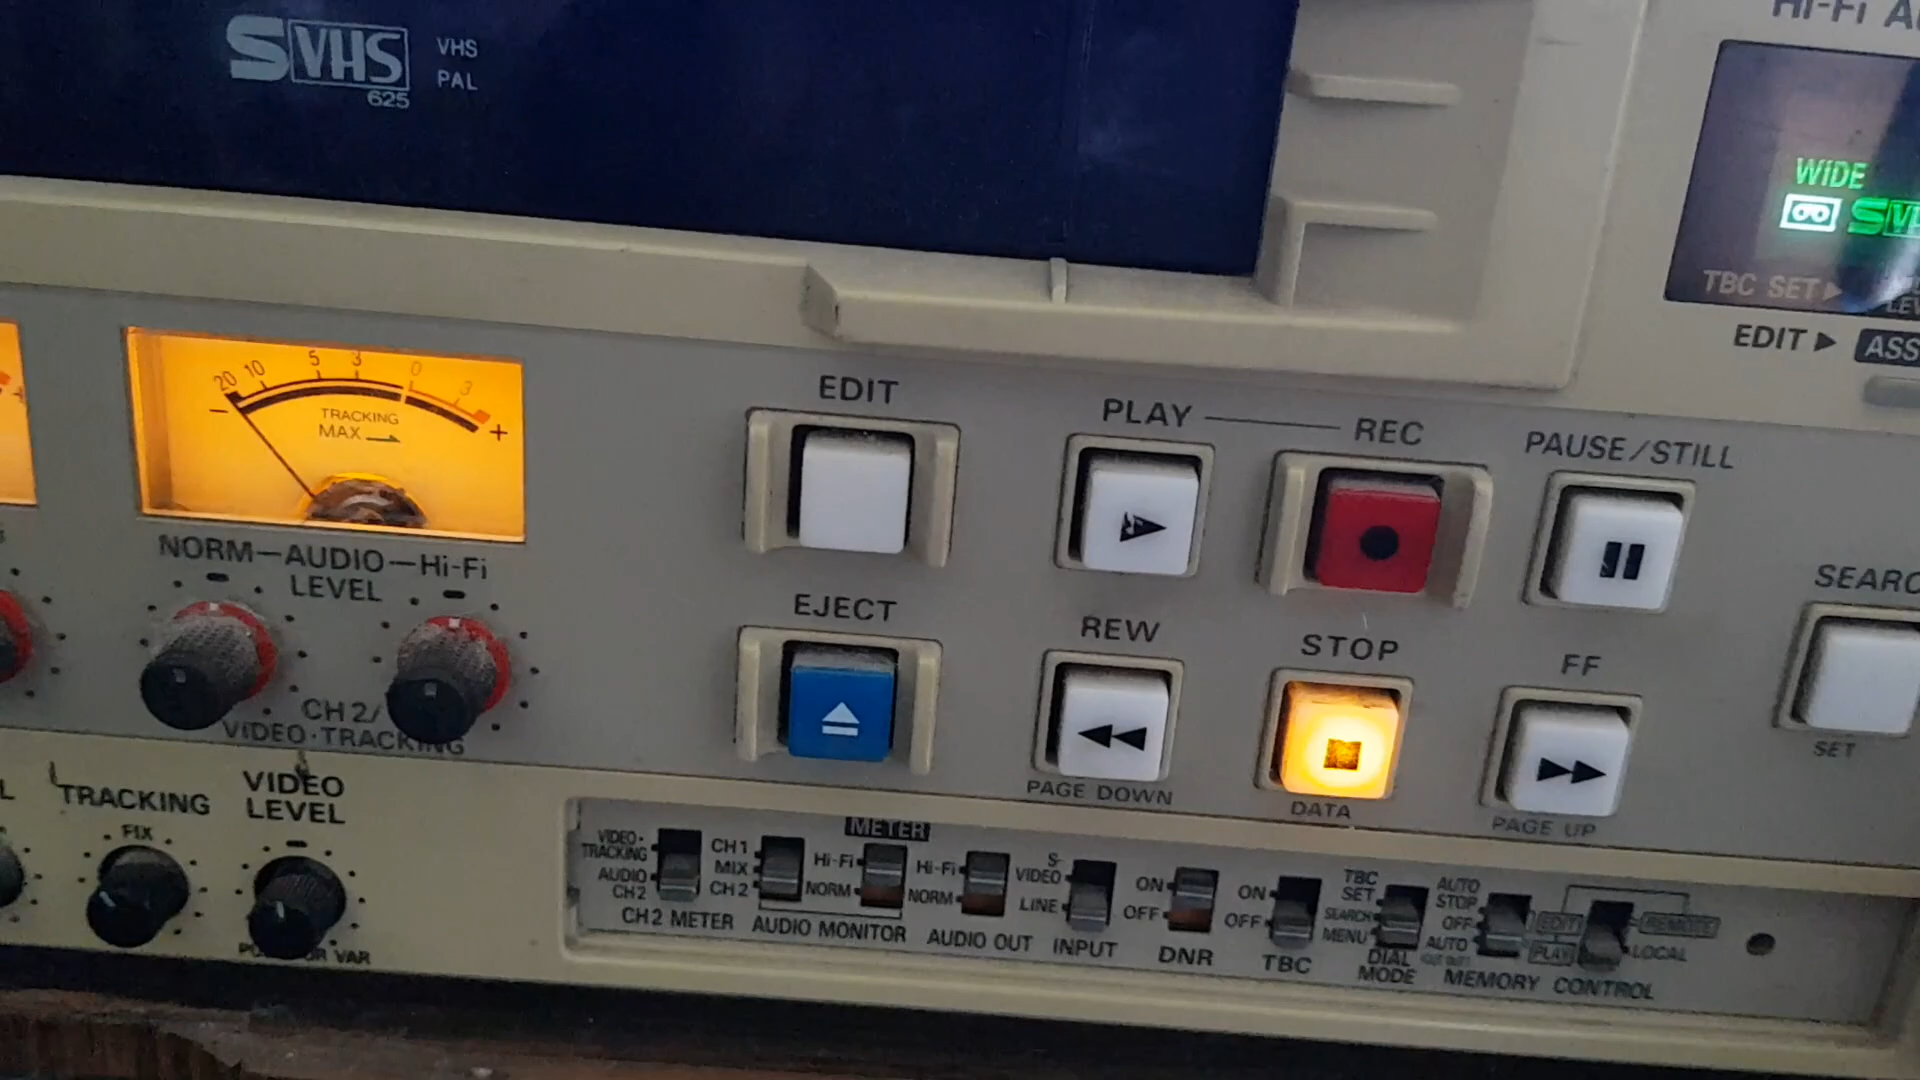 Hi-Fi
S VHS
625
VHS
PAL
WIDE
TBC SET
EDIT
20 10 5 3 0 3
- +
TRACKING
MAX
NORM-AUDIO-Hi-Fi
LEVEL
CH 2/
VIDEO·TRACKING
EDIT
PLAY
REC
PAUSE/STILL
EJECT
REW
STOP
FF
SET
PAGE DOWN
DATA
PAGE UP
TRACKING
FIX
VIDEO
LEVEL
VAR
METER
VIDEO·
TRACKING
AUDIO
CH 2
CH2 METER
CH 1
MIX
CH 2
Hi-Fi
NORM
AUDIO MONITOR
Hi-Fi
NORM
AUDIO OUT
S-
VIDEO
LINE
INPUT
ON
OFF
DNR
ON
OFF
TBC
TBC
SET
SEARCH
MENU
DIAL
MODE
AUTO
STOP
OFF
AUTO
MEMORY
EDIT
PLAY
REMOTE
LOCAL
CONTROL